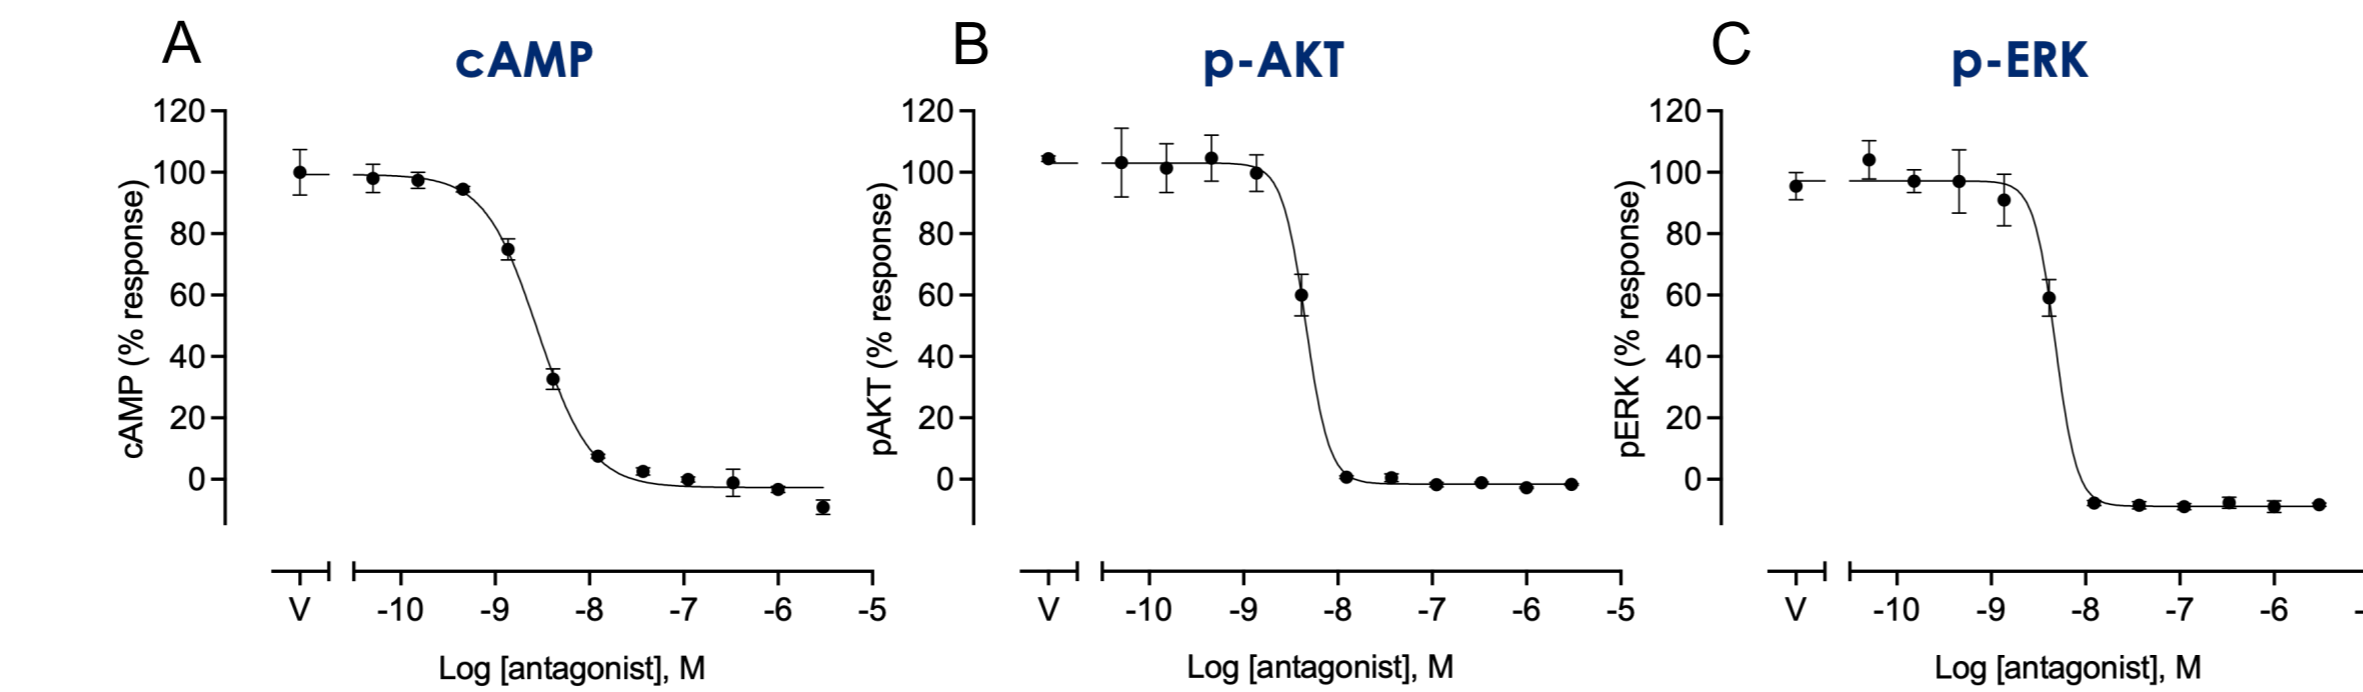 A
cAMP
120
100
80
60
40
20
0
cAMP (% response)
V -10 -9 -8 -7 -6 -5
Log [antagonist], M
B
p-AKT
120
100
80
60
40
20
0
pAKT (% response)
V -10 -9 -8 -7 -6 -5
Log [antagonist], M
C
p-ERK
120
100
80
60
40
20
0
pERK (% response)
V -10 -9 -8 -7 -6
Log [antagonist], M